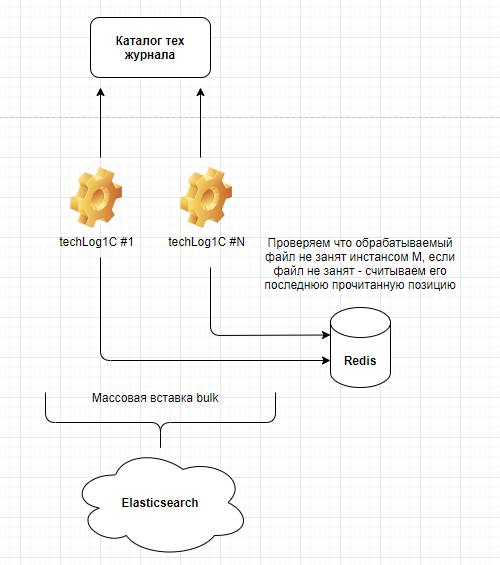 Каталог тех
журнала
techLog1C #1
techLog1C #N
Проверяем что обрабатываемый
файл не занят инстансом M, если
файл не занят - считываем его
последнюю прочитанную позицию
Redis
Массовая вставка bulk
Elasticsearch